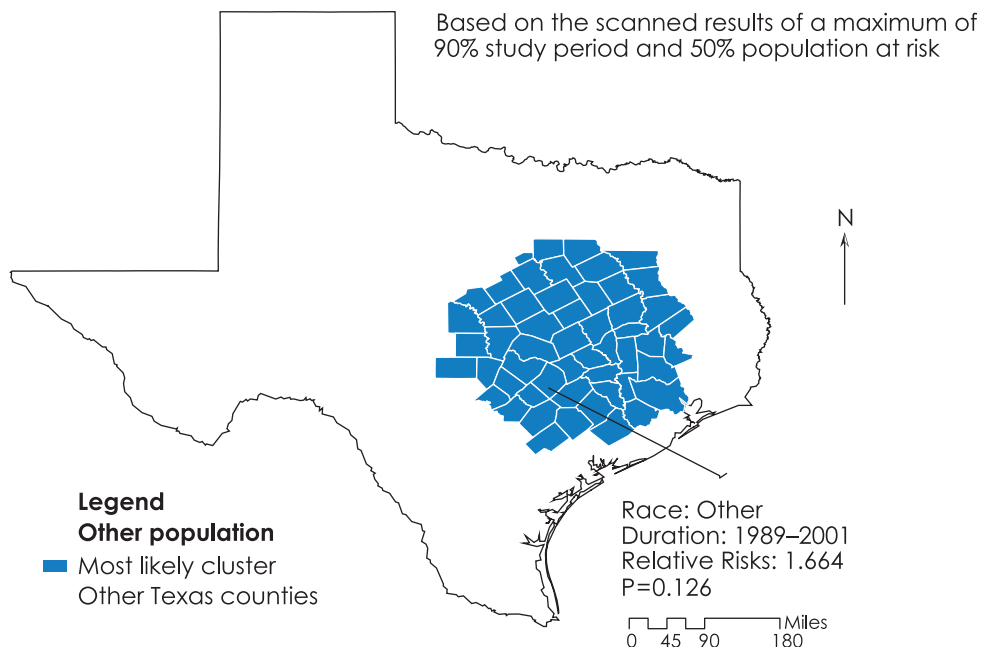 Based on the scanned results of a maximum of
90% study period and 50% population at risk
N
Legend
Other population
Most likely cluster
Other Texas counties
Race: Other
Duration: 1989–2001
Relative Risks: 1.664
P=0.126
Miles
0 45 90 180